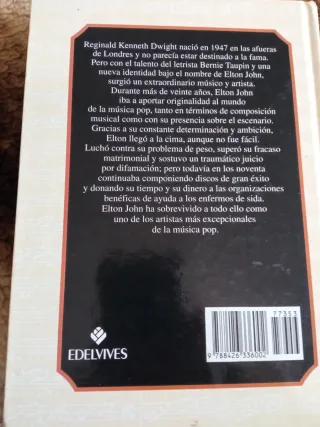 Reginald Kenneth Dwight nació en 1947 en las afueras
de Londres y no parecía estar destinado a la fama.
Pero con el talento del letrista Bernie Taupin y una
nueva identidad bajo el nombre de Elton John,
surgió un extraordinario músico y artista.
Durante más de veinte años, Elton John
iba a aportar originalidad al mundo
de la música pop, tanto en términos de composición
musical como con su presencia sobre el escenario.
Gracias a su constante determinación y ambición,
Elton llegó a la cima, aunque no fue fácil.
Luchó contra su problema de peso, superó su fracaso
matrimonial y sostuvo un traumático juicio
por difamación; pero todavía en los noventa
continuaba componiendo discos de gran éxito
y donando su tiempo y su dinero a las organizaciones
benéficas de ayuda a los enfermos de sida.
Elton John ha sobrevivido a todo ello como
uno de los artistas más excepcionales
de la música pop.
77353
9 788426 336002
EDELVIVES